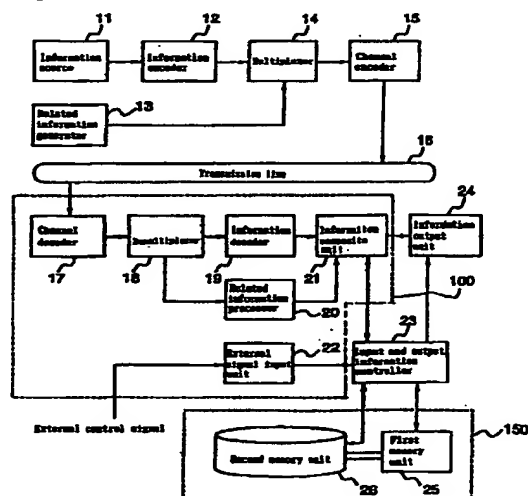 11
12
14
15
Information source
Information encoder
Multiplexer
Channel encoder
13
Related information generator
16
Transmission line
24
Channel decoder
Demultiplexer
Information decoder
Information composite unit
Information output unit
17
18
19
21
100
Related information processor
20
23
22
External signal input unit
Input and output information controller
External control signal
150
Second memory unit
First memory unit
26
25